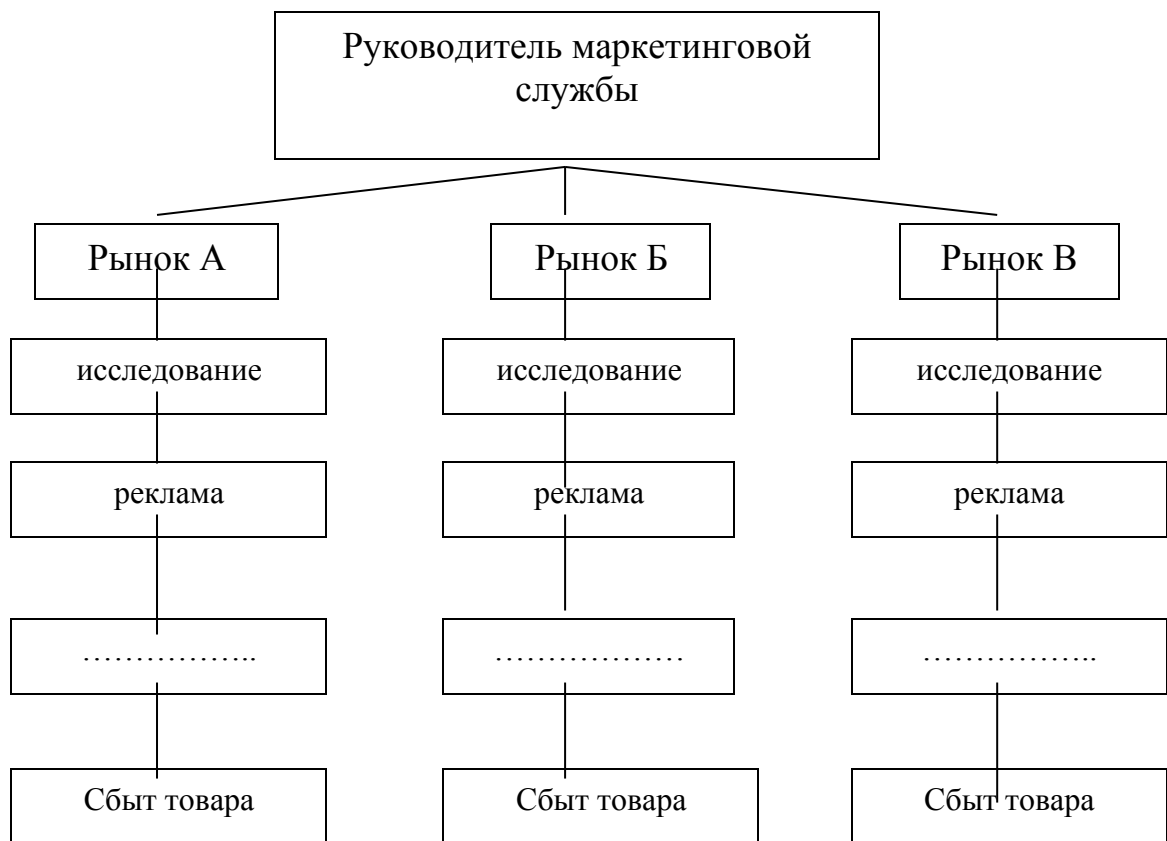 Руководитель маркетинговой
службы
Рынок А
Рынок Б
Рынок В
исследование
исследование
исследование
реклама
реклама
реклама
……………..
………………
……………..
Сбыт товара
Сбыт товара
Сбыт товара